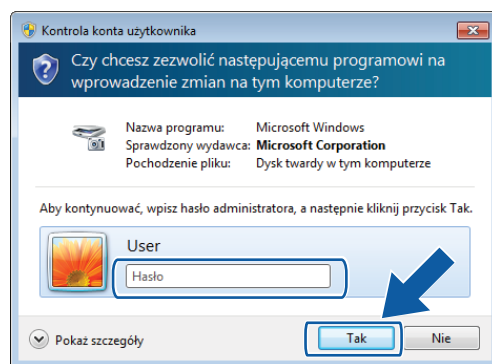 Kontrola konta użytkownika
Czy chcesz zezwolić następującemu programowi na
wprowadzenie zmian na tym komputerze?
Nazwa programu: Microsoft Windows
Sprawdzony wydawca: Microsoft Corporation
Pochodzenie pliku: Dysk twardy w tym komputerze
Aby kontynuować, wpisz hasło administratora, a następnie kliknij przycisk Tak.
User
Hasło
Pokaż szczegóły Tak Nie